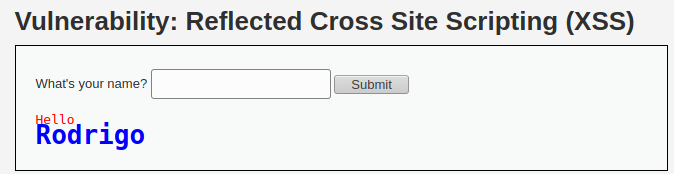 Vulnerability: Reflected Cross Site Scripting (XSS)
What's your name? Submit
Hello
Rodrigo